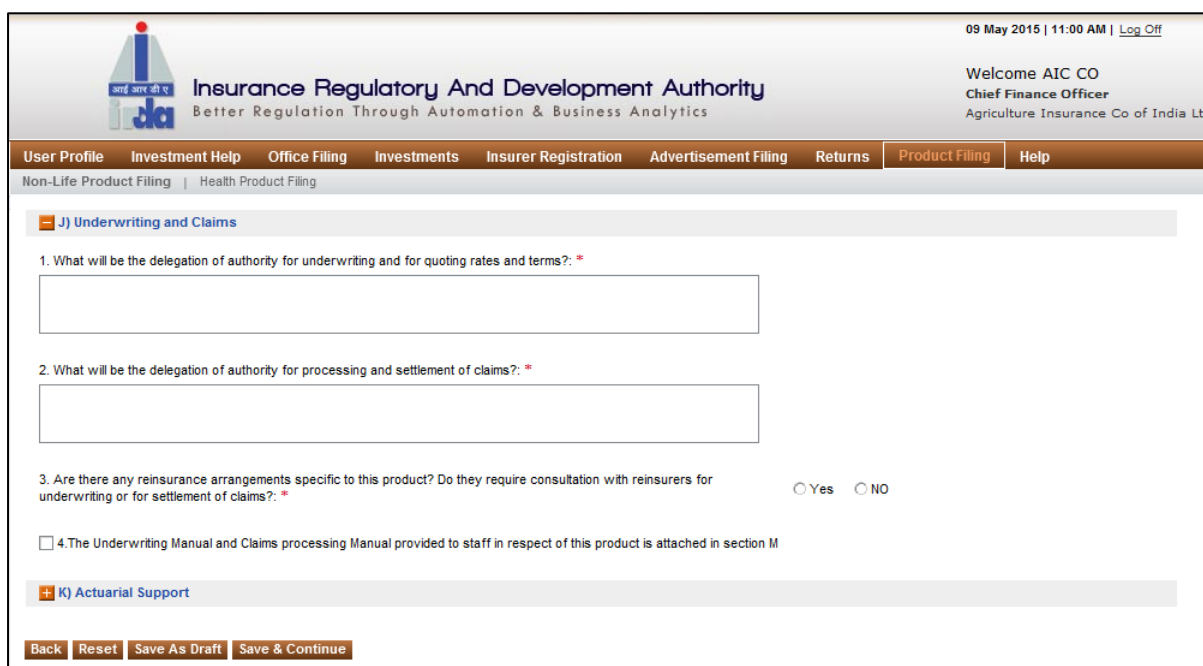 09 May 2015 | 11:00 AM | Log Off
आई आर डी ए
irda
Insurance Regulatory And Development Authority
Better Regulation Through Automation & Business Analytics
Welcome AIC CO
Chief Finance Officer
Agriculture Insurance Co of India Lt
User Profile Investment Help Office Filing Investments Insurer Registration Advertisement Filing Returns Product Filing Help
Non-Life Product Filing | Health Product Filing
J) Underwriting and Claims
1. What will be the delegation of authority for underwriting and for quoting rates and terms?: *
2. What will be the delegation of authority for processing and settlement of claims?: *
3. Are there any reinsurance arrangements specific to this product? Do they require consultation with reinsurers for
underwriting or for settlement of claims?: *
Yes NO
4.The Underwriting Manual and Claims processing Manual provided to staff in respect of this product is attached in section M
K) Actuarial Support
Back Reset Save As Draft Save & Continue